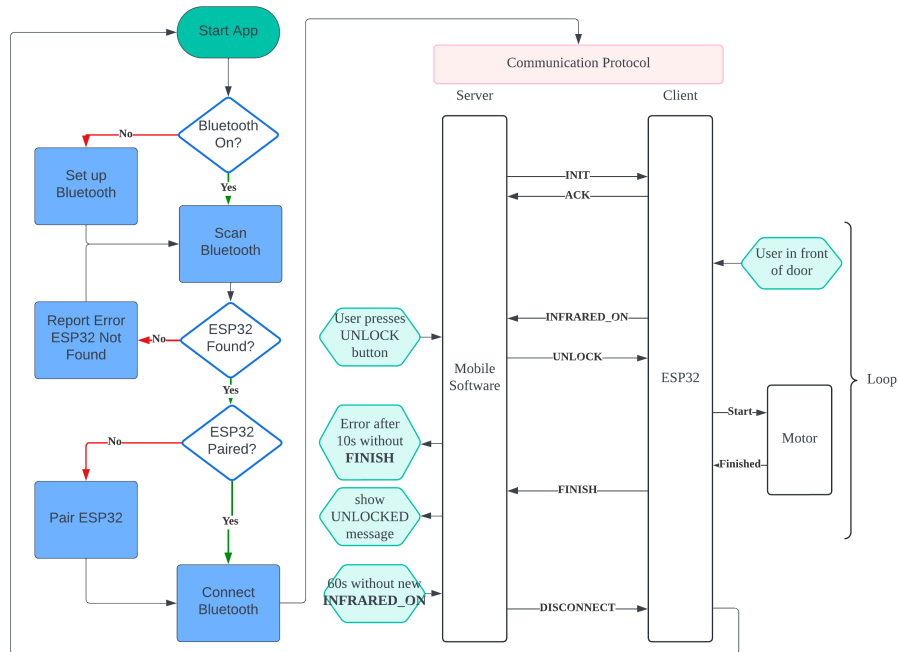 Start App
Bluetooth
On?
No
Yes
Set up
Bluetooth
Scan
Bluetooth
Report Error
ESP32 Not
Found
No
ESP32
Found?
Yes
ESP32
Paired?
No
Yes
Pair ESP32
Connect
Bluetooth
Communication Protocol
Server
Client
INIT
ACK
User in front
of door
INFRARED_ON
User presses
UNLOCK
button
UNLOCK
Mobile
Software
ESP32
Loop
Start
Motor
Finished
Error after
10s without
FINISH
FINISH
show
UNLOCKED
message
60s without new
INFRARED_ON
DISCONNECT